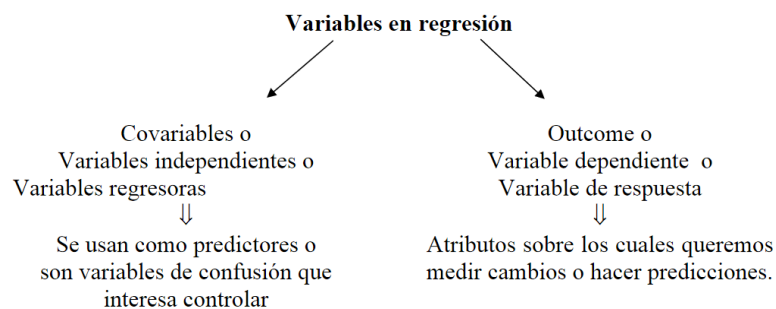 Variables en regresión
Covariables o
Variables independientes o
Variables regresoras
⇓
Se usan como predictores o
son variables de confusión que
interesa controlar
Outcome o
Variable dependiente o
Variable de respuesta
⇓
Atributos sobre los cuales queremos
medir cambios o hacer predicciones.